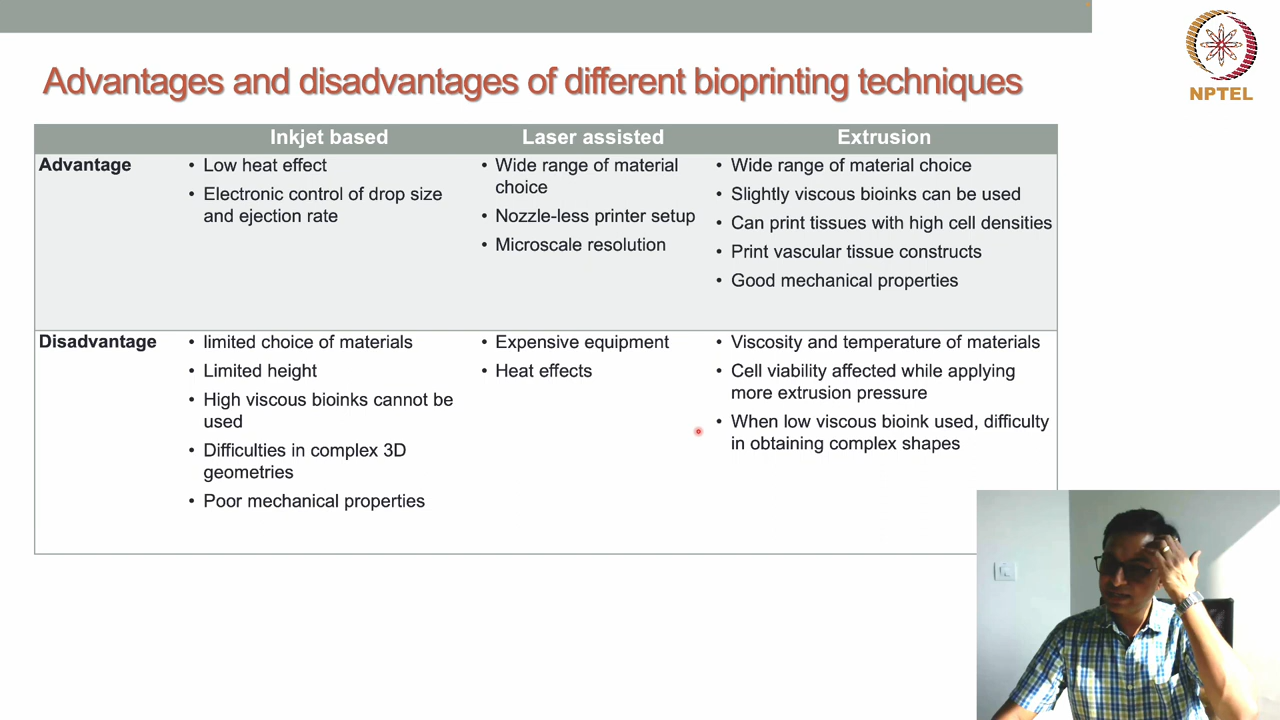 Advantages and disadvantages of different bioprinting techniques
NPTEL
Inkjet based
Laser assisted
Extrusion
Advantage
• Low heat effect
• Electronic control of drop size
and ejection rate
• Wide range of material
choice
• Nozzle-less printer setup
• Microscale resolution
• Wide range of material choice
• Slightly viscous bioinks can be used
• Can print tissues with high cell densities
• Print vascular tissue constructs
• Good mechanical properties
Disadvantage
• limited choice of materials
• Limited height
• High viscous bioinks cannot be
used
• Difficulties in complex 3D
geometries
• Poor mechanical properties
• Expensive equipment
• Heat effects
• Viscosity and temperature of materials
• Cell viability affected while applying
more extrusion pressure
• When low viscous bioink used, difficulty
in obtaining complex shapes